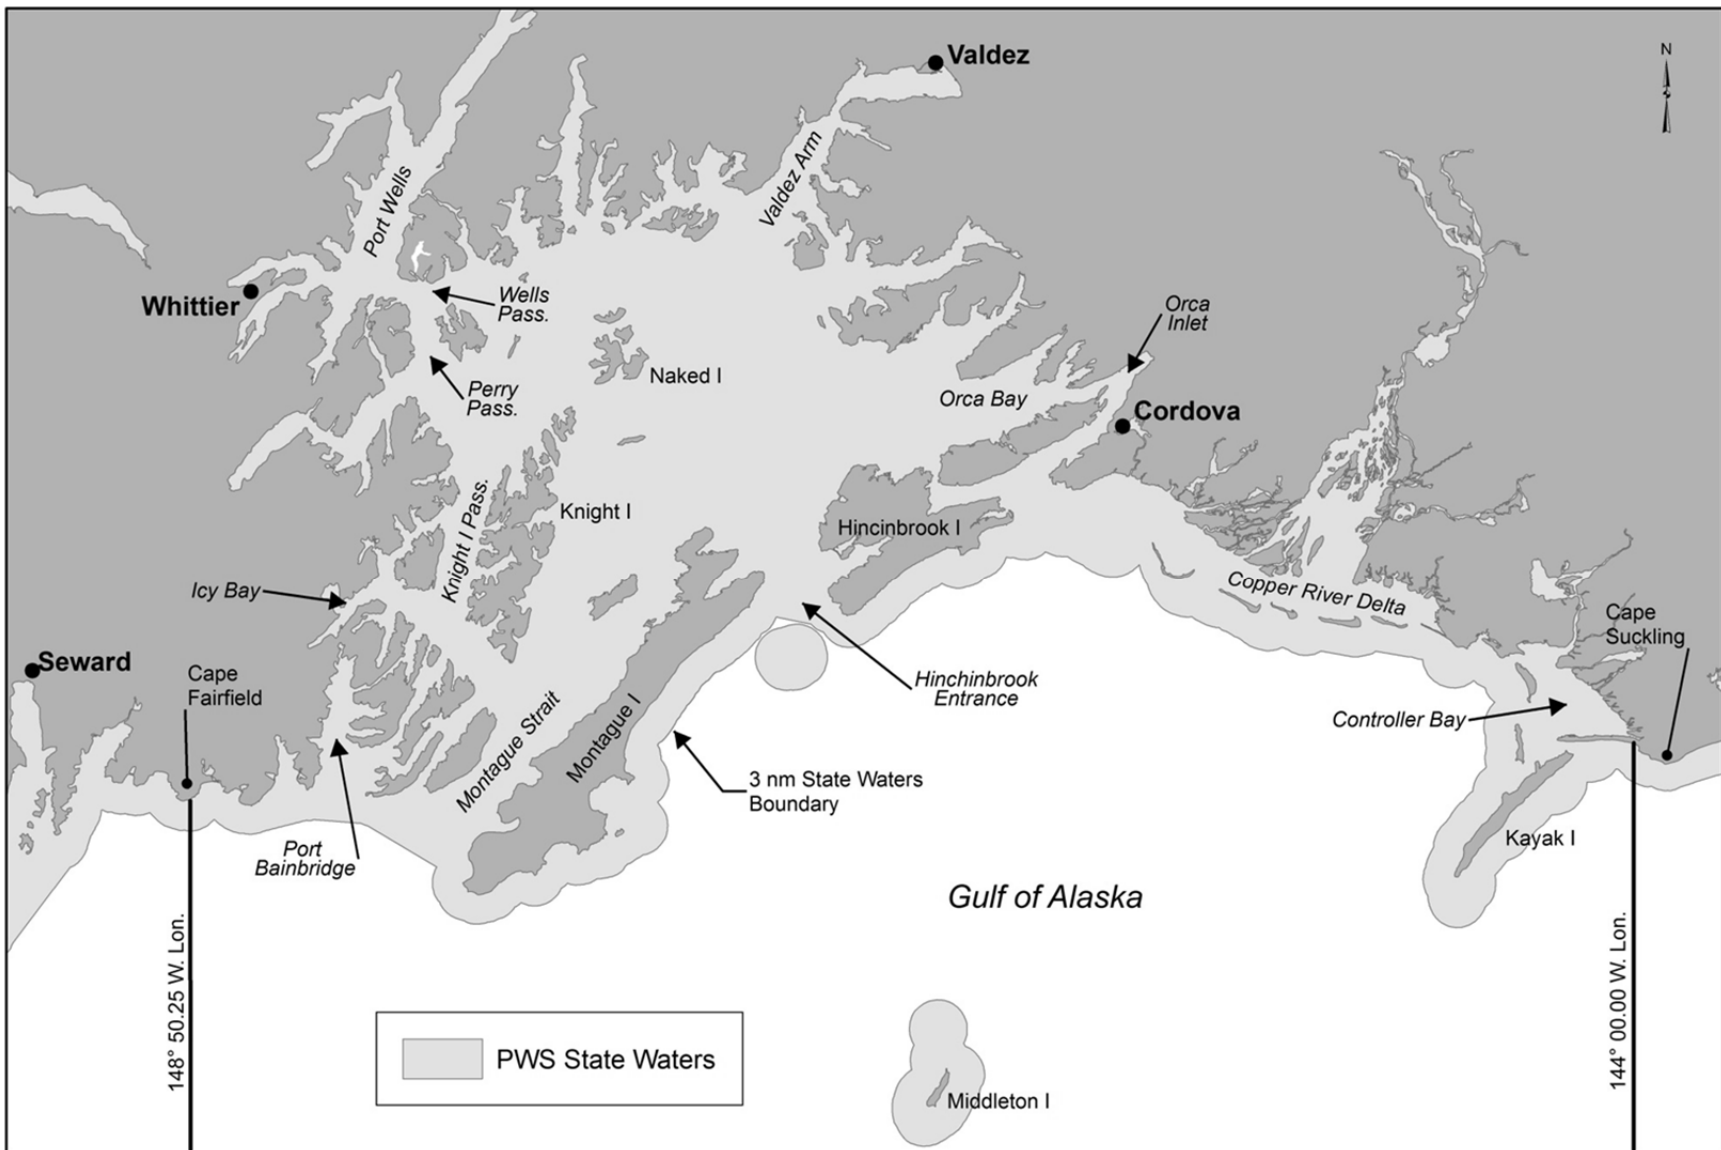 Valdez
N
Valdez Arm
Port Wells
Whittier
Wells
Pass.
Orca
Inlet
Perry
Pass.
Naked I
Orca Bay
Cordova
Knight I Pass.
Knight I
Hincinbrook I
Icy Bay
Copper River Delta
Cape
Suckling
Seward
Cape
Fairfield
Hinchinbrook
Entrance
Controller Bay
Montague Strait
Montague I
3 nm State Waters
Boundary
Port
Bainbridge
Kayak I
Gulf of Alaska
148° 50.25 W. Lon.
144° 00.00 W. Lon.
PWS State Waters
Middleton I